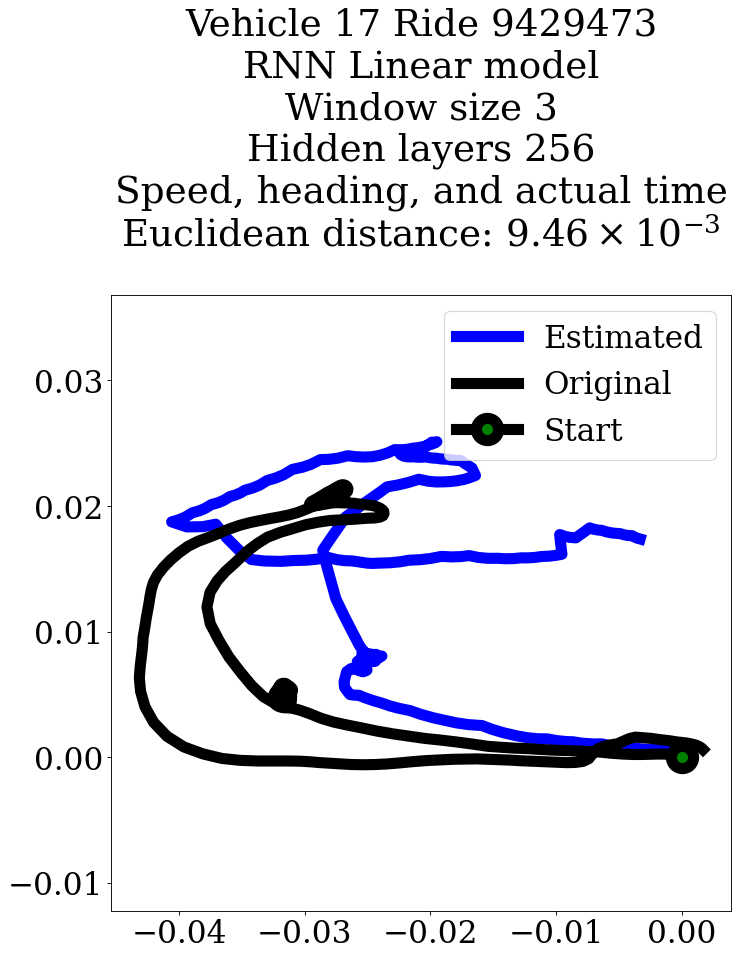 Vehicle 17 Ride 9429473
RNN Linear model
Window size 3
Hidden layers 256
Speed, heading, and actual time
Euclidean distance: 9.46 × 10⁻³
Estimated
Original
Start
0.03
0.02
0.01
0.00
−0.01
−0.04 −0.03 −0.02 −0.01 0.00